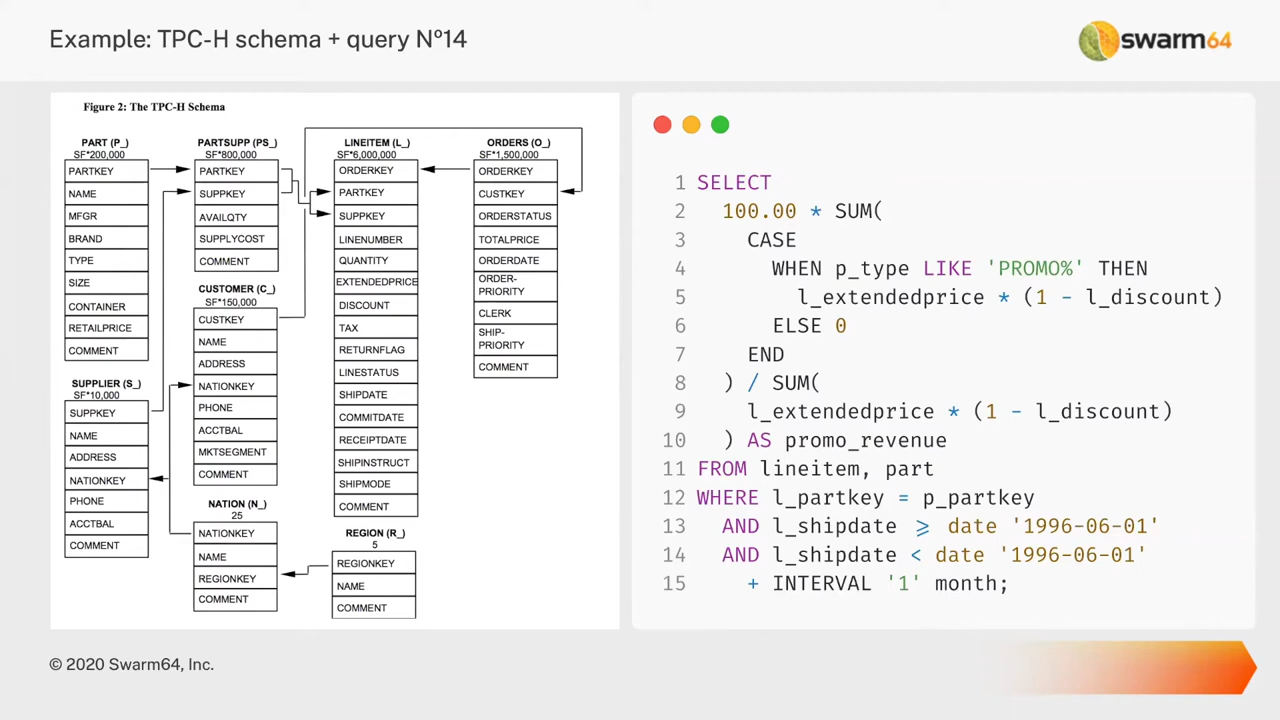 Example: TPC-H schema + query Nº14
swarm64
Figure 2: The TPC-H Schema
PART (P_)
SF*200,000
PARTKEY
NAME
MFGR
BRAND
TYPE
SIZE
CONTAINER
RETAILPRICE
COMMENT
SUPPLIER (S_)
SF*10,000
SUPPKEY
NAME
ADDRESS
NATIONKEY
PHONE
ACCTBAL
COMMENT
PARTSUPP (PS_)
SF*800,000
PARTKEY
SUPPKEY
AVAILQTY
SUPPLYCOST
COMMENT
CUSTOMER (C_)
SF*150,000
CUSTKEY
NAME
ADDRESS
NATIONKEY
PHONE
ACCTBAL
MKTSEGMENT
COMMENT
NATION (N_)
25
NATIONKEY
NAME
REGIONKEY
COMMENT
LINEITEM (L_)
SF*6,000,000
ORDERKEY
PARTKEY
SUPPKEY
LINENUMBER
QUANTITY
EXTENDEDPRICE
DISCOUNT
TAX
RETURNFLAG
LINESTATUS
SHIPDATE
COMMITDATE
RECEIPTDATE
SHIPINSTRUCT
SHIPMODE
COMMENT
REGION (R_)
5
REGIONKEY
NAME
COMMENT
ORDERS (O_)
SF*1,500,000
ORDERKEY
CUSTKEY
ORDERSTATUS
TOTALPRICE
ORDERDATE
ORDER-
PRIORITY
CLERK
SHIP-
PRIORITY
COMMENT
1 SELECT
2 100.00 * SUM(
3 CASE
4 WHEN p_type LIKE 'PROMO%' THEN
5 l_extendedprice * (1 - l_discount)
6 ELSE 0
7 END
8 ) / SUM(
9 l_extendedprice * (1 - l_discount)
10 ) AS promo_revenue
11 FROM lineitem, part
12 WHERE l_partkey = p_partkey
13 AND l_shipdate ⩾ date '1996-06-01'
14 AND l_shipdate < date '1996-06-01'
15 + INTERVAL '1' month;
© 2020 Swarm64, Inc.